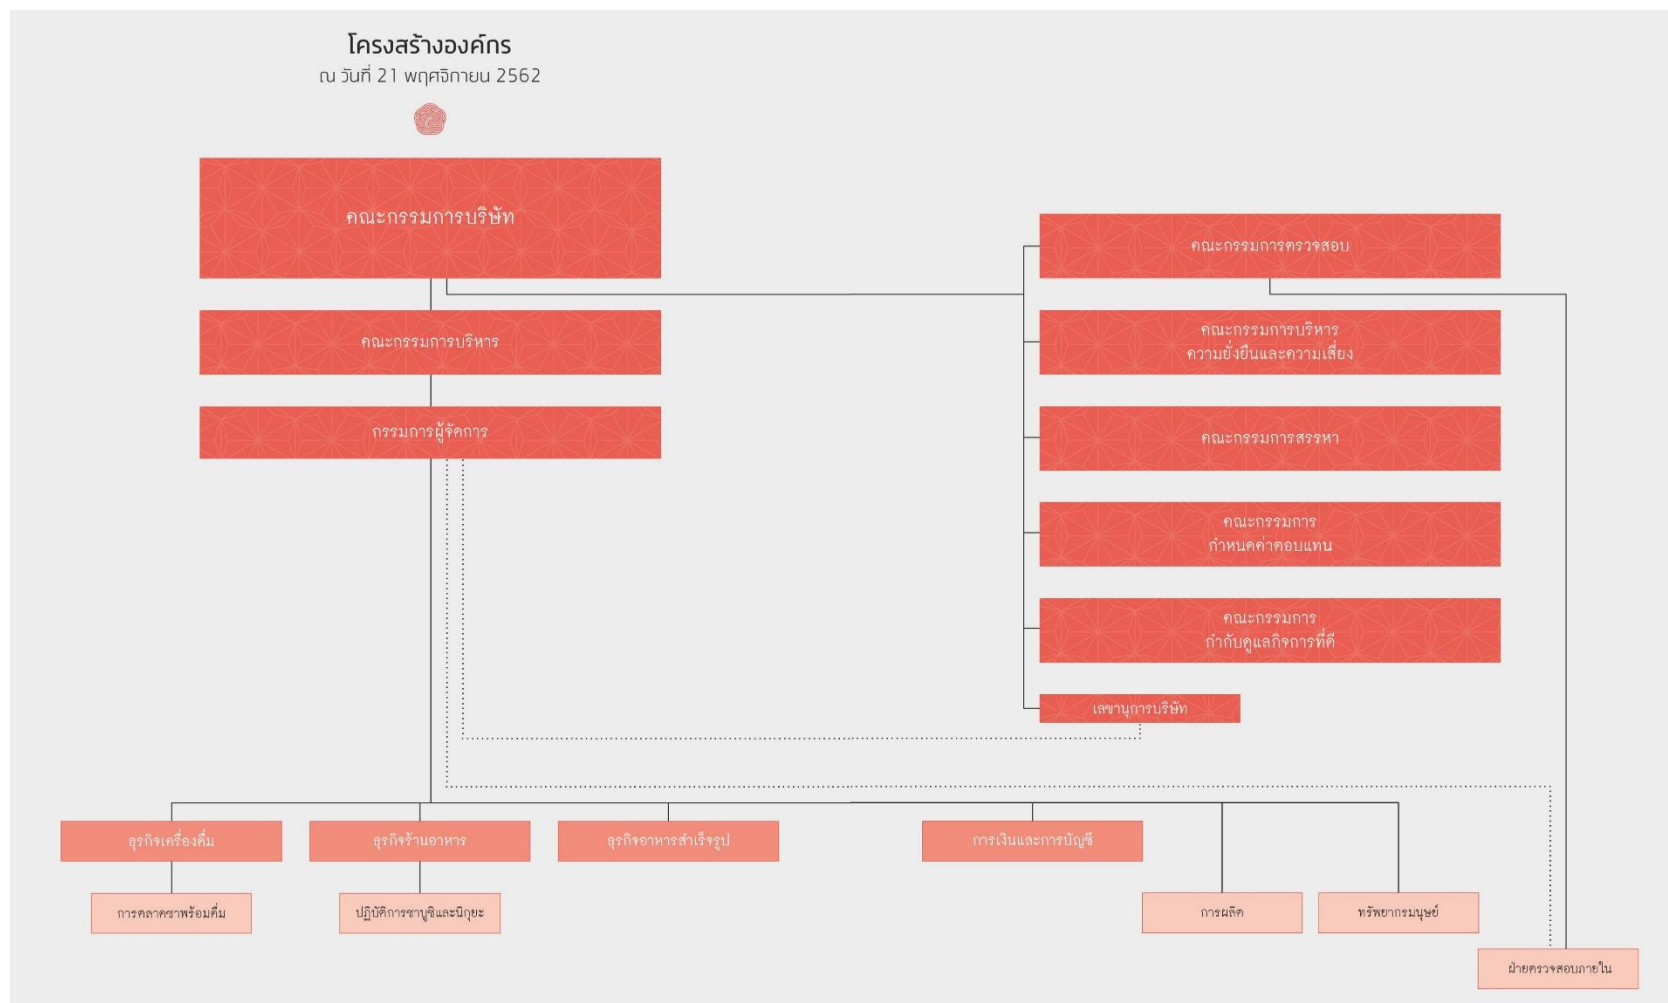 โครงสร้างองค์กร
ณ วันที่ 21 พฤศจิกายน 2562
คณะกรรมการบริษัท
คณะกรรมการบริหาร
กรรมการผู้จัดการ
คณะกรรมการตรวจสอบ
คณะกรรมการบริหาร
ความยั่งยืนและความเสี่ยง
คณะกรรมการสรรหา
คณะกรรมการ
กำหนดค่าตอบแทน
คณะกรรมการ
กำกับดูแลกิจการที่ดี
เลขานุการบริษัท
ธุรกิจเครื่องดื่ม
ธุรกิจร้านอาหาร
ธุรกิจอาหารสำเร็จรูป
การเงินและการบัญชี
การตลาดชาพร้อมดื่ม
ปฏิบัติการชาบูชิและนิกุยะ
การผลิต
ทรัพยากรมนุษย์
ฝ่ายตรวจสอบภายใน